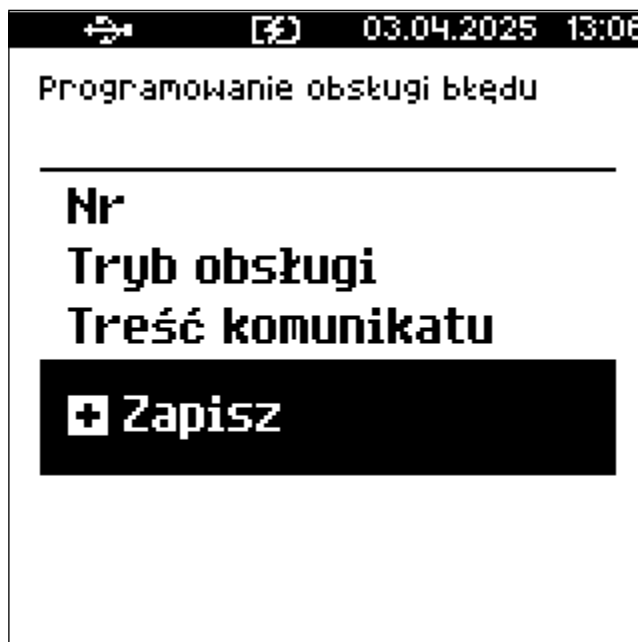 03.04.2025 13:06
Programowanie obsługi błędu
Nr
Tryb obsługi
Treść komunikatu
+ Zapisz